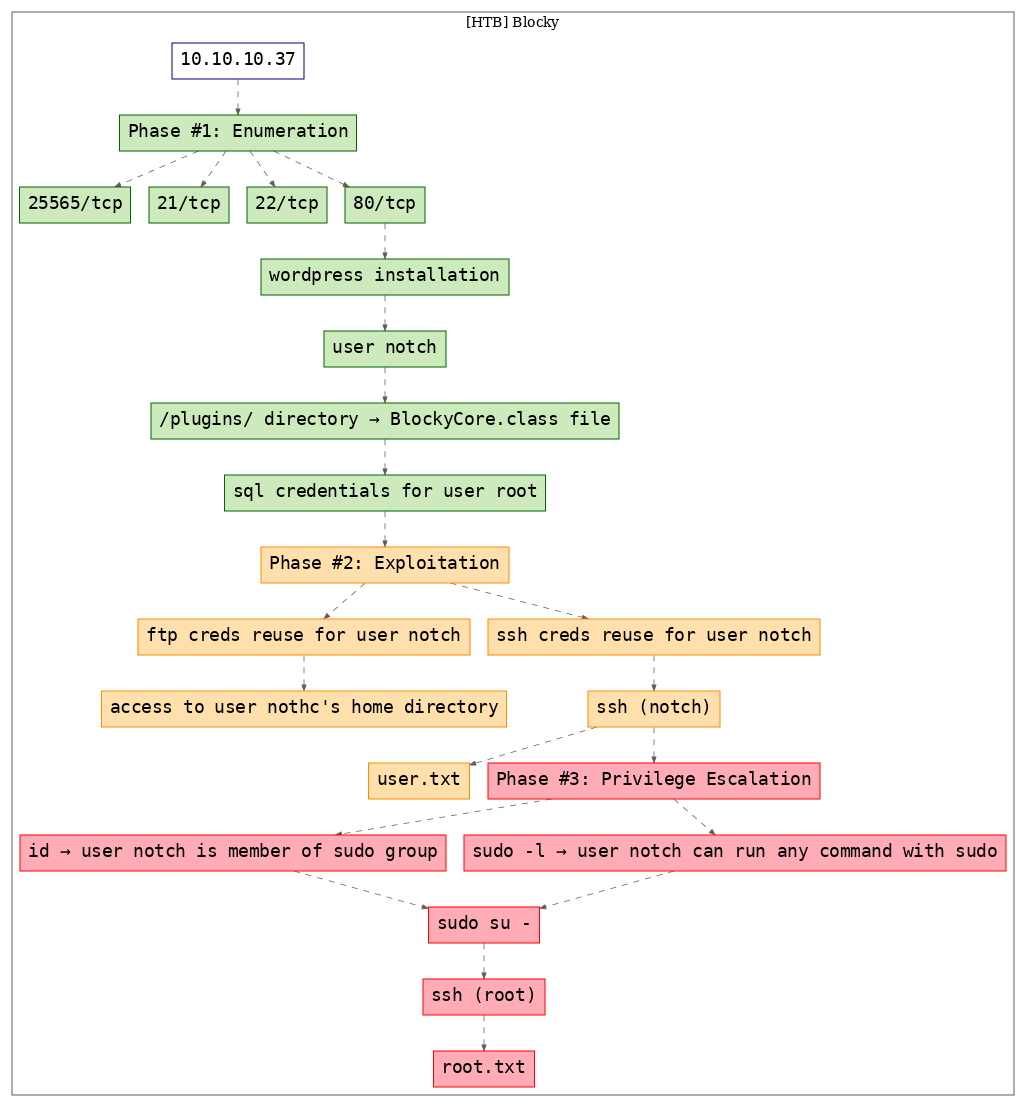 [HTB] Blocky
10.10.10.37
Phase #1: Enumeration
25565/tcp
21/tcp
22/tcp
80/tcp
wordpress installation
user notch
/plugins/ directory → BlockyCore.class file
sql credentials for user root
Phase #2: Exploitation
ftp creds reuse for user notch
ssh creds reuse for user notch
access to user nothc's home directory
ssh (notch)
user.txt
Phase #3: Privilege Escalation
id → user notch is member of sudo group
sudo -l → user notch can run any command with sudo
sudo su -
ssh (root)
root.txt